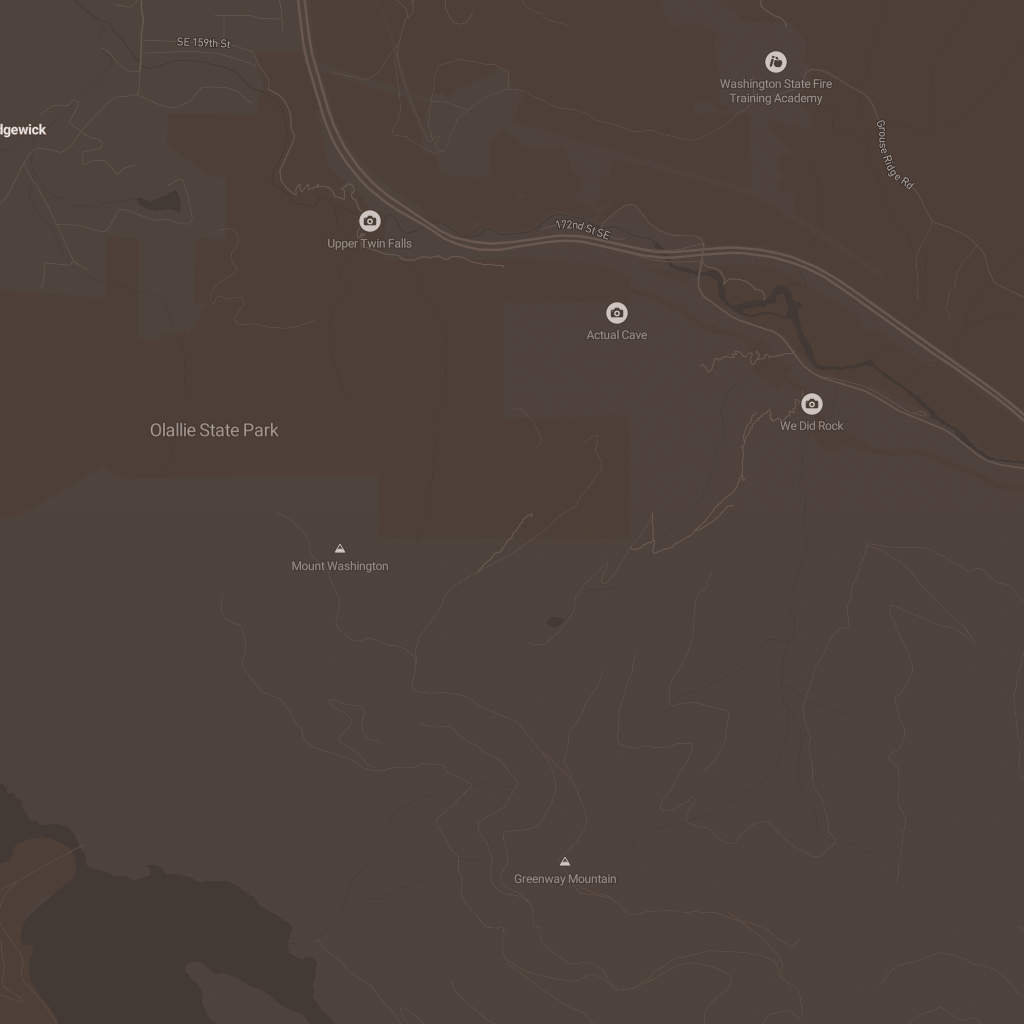 SE 159th St
Washington State Fire
Training Academy
dgewick
Grouse Ridge Rd
172nd St SE
Upper Twin Falls
Actual Cave
We Did Rock
Olallie State Park
Mount Washington
Greenway Mountain